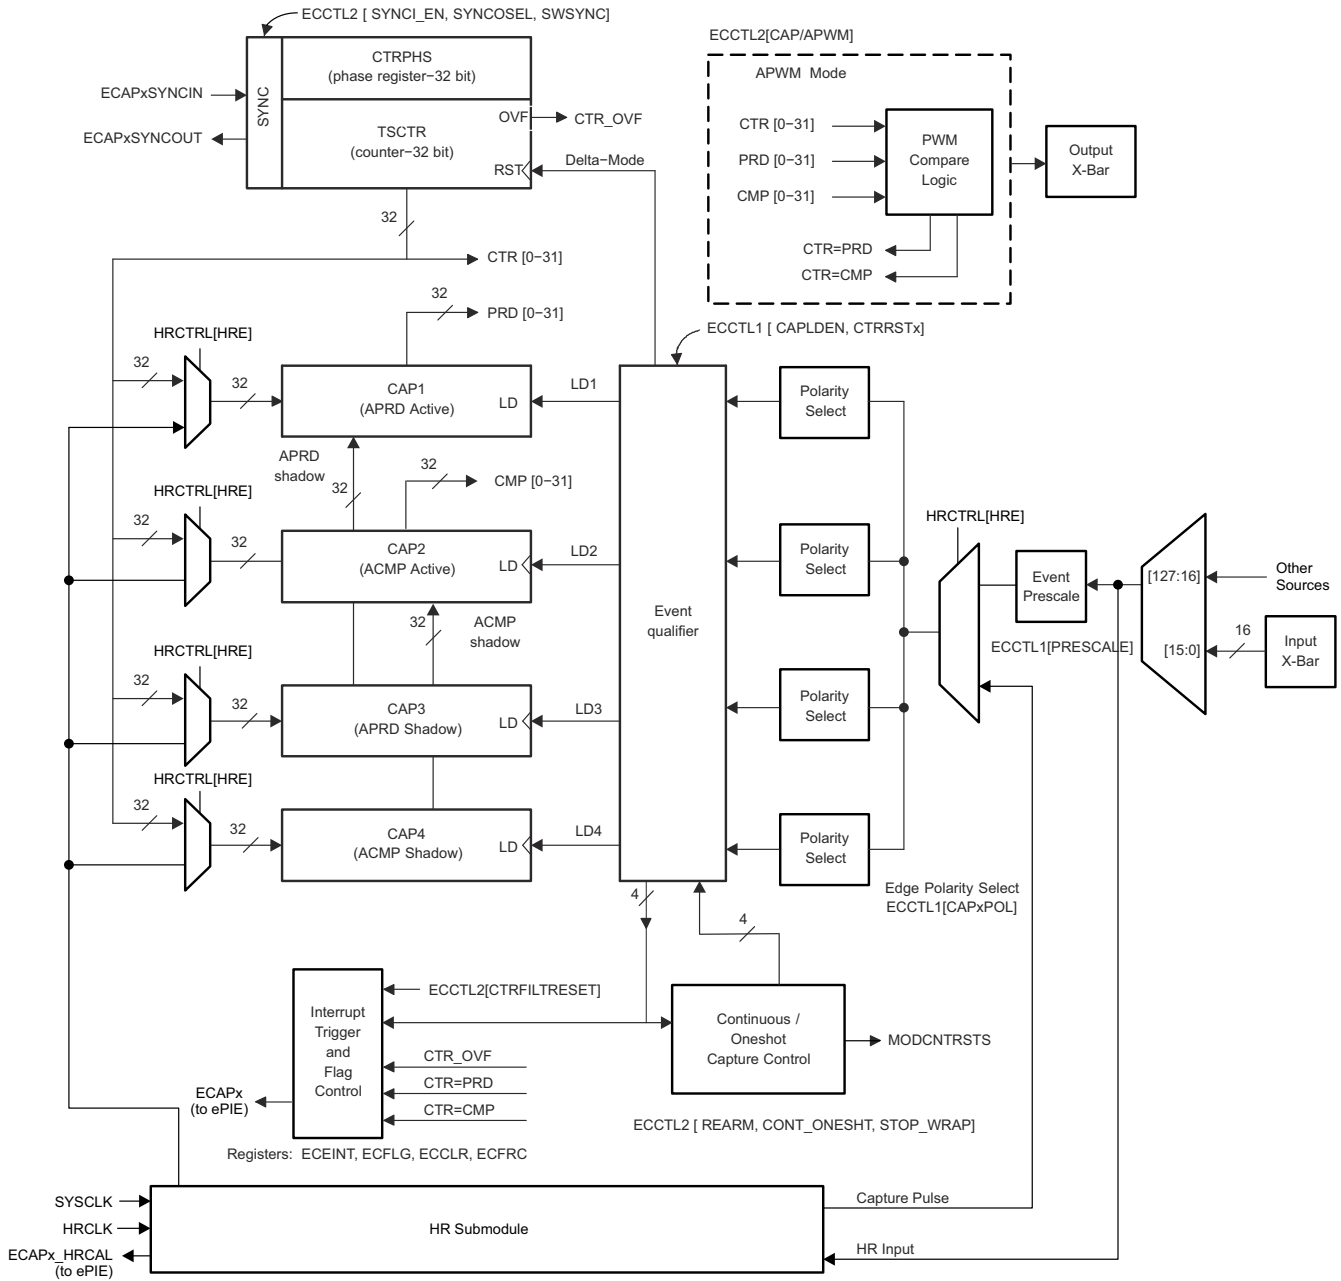 ECCTL2 [ SYNCI_EN, SYNCOSEL, SWSYNC]
SYNC
CTRPHS
(phase register−32 bit)
ECAPxSYNCIN
ECAPxSYNCOUT
TSCTR
(counter−32 bit)
OVF
CTR_OVF
RST
Delta−Mode
ECCTL2[CAP/APWM]
APWM Mode
CTR [0−31]
PRD [0−31]
CMP [0−31]
PWM
Compare
Logic
CTR=PRD
CTR=CMP
Output
X-Bar
32
CTR [0−31]
32
PRD [0−31]
ECCTL1 [ CAPLDEN, CTRRSTx]
HRCTRL[HRE]
32
32
CAP1
(APRD Active)
LD
LD1
Polarity
Select
APRD
shadow
32
32
CMP [0−31]
HRCTRL[HRE]
32
32
CAP2
(ACMP Active)
LD
LD2
Polarity
Select
32
ACMP
shadow
Event
qualifier
HRCTRL[HRE]
Event
Prescale
ECCTL1[PRESCALE]
[127:16]
[15:0]
Other
Sources
16
Input
X-Bar
HRCTRL[HRE]
32
32
CAP3
(APRD Shadow)
LD
LD3
Polarity
Select
HRCTRL[HRE]
32
32
CAP4
(ACMP Shadow)
LD
LD4
Polarity
Select
Edge Polarity Select
ECCTL1[CAPxPOL]
4
4
Interrupt
Trigger
and
Flag
Control
ECCTL2[CTRFILTRESET]
CTR_OVF
CTR=PRD
CTR=CMP
ECAPx
(to ePIE)
Continuous /
Oneshot
Capture Control
MODCNTRSTS
ECCTL2 [ REARM, CONT_ONESHT, STOP_WRAP]
Registers: ECEINT, ECFLG, ECCLR, ECFRC
SYSCLK
HRCLK
ECAPx_HRCAL
(to ePIE)
HR Submodule
Capture Pulse
HR Input